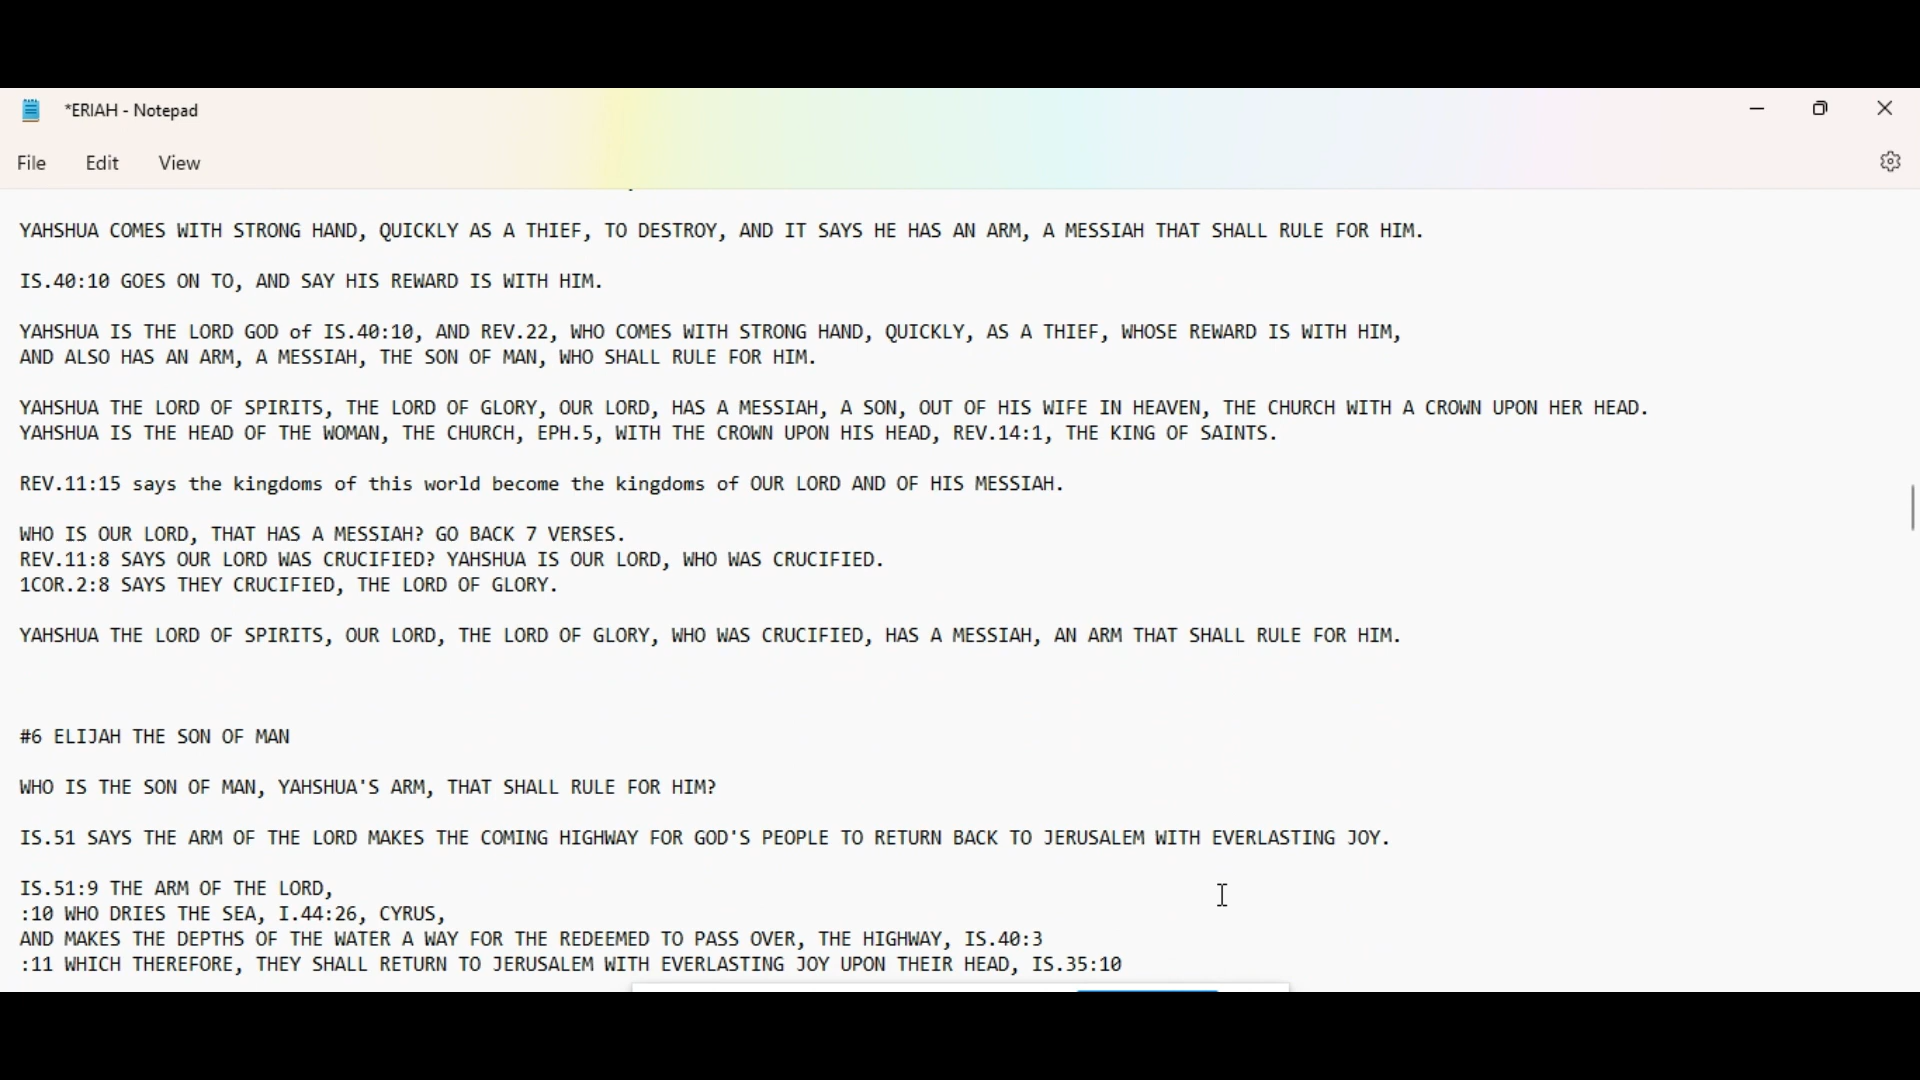 *ERIAH - Notepad
File Edit View
YAHSHUA COMES WITH STRONG HAND, QUICKLY AS A THIEF, TO DESTROY, AND IT SAYS HE HAS AN ARM, A MESSIAH THAT SHALL RULE FOR HIM.
IS.40:10 GOES ON TO, AND SAY HIS REWARD IS WITH HIM.
YAHSHUA IS THE LORD GOD of IS.40:10, AND REV.22, WHO COMES WITH STRONG HAND, QUICKLY, AS A THIEF, WHOSE REWARD IS WITH HIM,
AND ALSO HAS AN ARM, A MESSIAH, THE SON OF MAN, WHO SHALL RULE FOR HIM.
YAHSHUA THE LORD OF SPIRITS, THE LORD OF GLORY, OUR LORD, HAS A MESSIAH, A SON, OUT OF HIS WIFE IN HEAVEN, THE CHURCH WITH A CROWN UPON HER HEAD.
YAHSHUA IS THE HEAD OF THE WOMAN, THE CHURCH, EPH.5, WITH THE CROWN UPON HIS HEAD, REV.14:1, THE KING OF SAINTS.
REV.11:15 says the kingdoms of this world become the kingdoms of OUR LORD AND OF HIS MESSIAH.
WHO IS OUR LORD, THAT HAS A MESSIAH? GO BACK 7 VERSES.
REV.11:8 SAYS OUR LORD WAS CRUCIFIED? YAHSHUA IS OUR LORD, WHO WAS CRUCIFIED.
1COR.2:8 SAYS THEY CRUCIFIED, THE LORD OF GLORY.
YAHSHUA THE LORD OF SPIRITS, OUR LORD, THE LORD OF GLORY, WHO WAS CRUCIFIED, HAS A MESSIAH, AN ARM THAT SHALL RULE FOR HIM.
#6 ELIJAH THE SON OF MAN
WHO IS THE SON OF MAN, YAHSHUA'S ARM, THAT SHALL RULE FOR HIM?
IS.51 SAYS THE ARM OF THE LORD MAKES THE COMING HIGHWAY FOR GOD'S PEOPLE TO RETURN BACK TO JERUSALEM WITH EVERLASTING JOY.
IS.51:9 THE ARM OF THE LORD,
:10 WHO DRIES THE SEA, I.44:26, CYRUS,
AND MAKES THE DEPTHS OF THE WATER A WAY FOR THE REDEEMED TO PASS OVER, THE HIGHWAY, IS.40:3
:11 WHICH THEREFORE, THEY SHALL RETURN TO JERUSALEM WITH EVERLASTING JOY UPON THEIR HEAD, IS.35:10